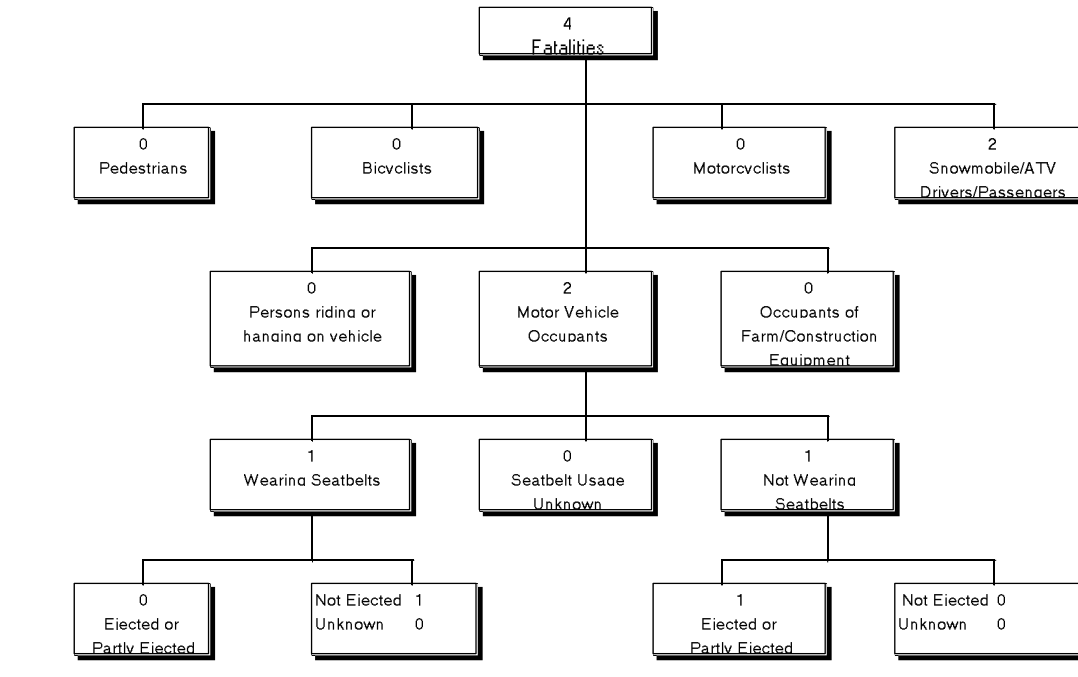 4
Fatalities
0
Pedestrians
0
Bicyclists
0
Motorcyclists
2
Snowmobile/ATV
Drivers/Passengers
0
Persons riding or
hanging on vehicle
2
Motor Vehicle
Occupants
0
Occupants of
Farm/Construction
Equipment
1
Wearing Seatbelts
0
Seatbelt Usage
Unknown
1
Not Wearing
Seatbelts
0
Ejected or
Partly Ejected
Not Ejected 1
Unknown 0
1
Ejected or
Partly Ejected
Not Ejected 0
Unknown 0